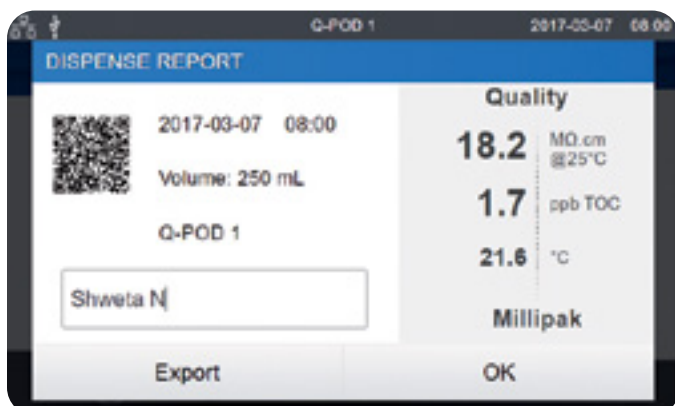 Q-POD 1 2017-03-07 08:00
DISPENSE REPORT
2017-03-07 08:00
Volume: 250 mL
Q-POD 1
Shweta N
Quality
18.2 MΩ.cm @25°C
1.7 ppb TOC
21.6 °C
Millipak
Export OK